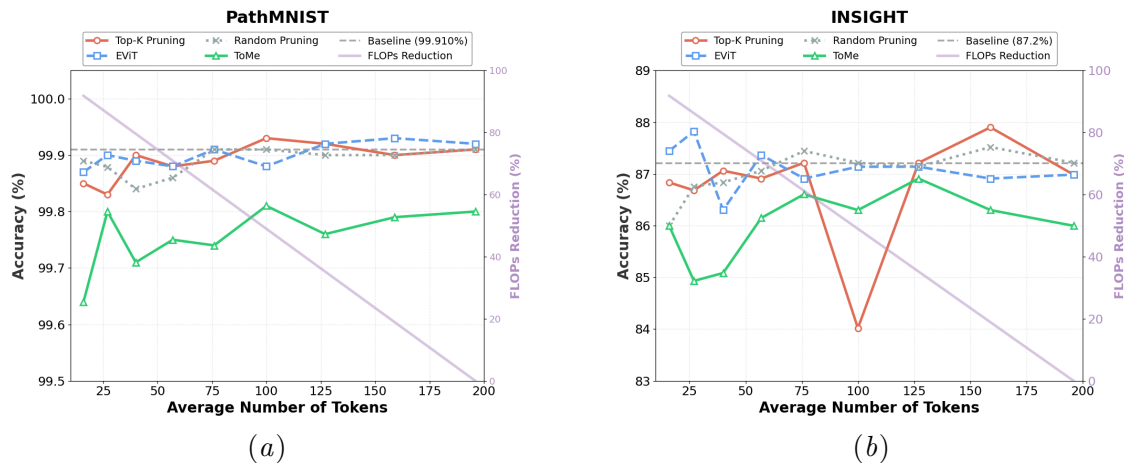 PathMNIST
Top-K Pruning Random Pruning Baseline (99.910%)
EViT ToMe FLOPs Reduction
100.0
99.9
99.8
99.7
99.6
99.5
Accuracy (%)
100
80
60
40
20
0
FLOPs Reduction (%)
25 50 75 100 125 150 175 200
Average Number of Tokens
(a)
INSIGHT
Top-K Pruning Random Pruning Baseline (87.2%)
EViT ToMe FLOPs Reduction
89
88
87
86
85
84
83
Accuracy (%)
100
80
60
40
20
0
FLOPs Reduction (%)
25 50 75 100 125 150 175 200
Average Number of Tokens
(b)